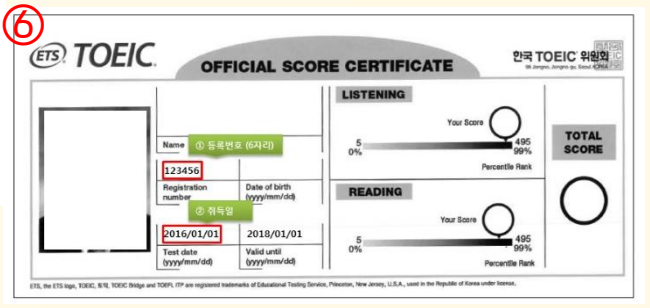 ⑥
ETS TOEIC.
OFFICIAL SCORE CERTIFICATE
한국 TOEIC 위원회
LISTENING
Your Score
5 495
0% 99%
Percentile Rank
TOTAL
SCORE
Name
① 등록번호 (6자리)
123456
Registration
number
Date of birth
(yyyy/mm/dd)
② 취득일
2016/01/01
2018/01/01
Test date
(yyyy/mm/dd)
Valid until
(yyyy/mm/dd)
READING
Your Score
5 495
0% 99%
Percentile Rank
ETS, the ETS logo, TOEIC, 토익, TOEIC Bridge and TOEFL ITP are registered trademarks of Educational Testing Service, Princeton, New Jersey, U.S.A., used in the Republic of Korea under license.